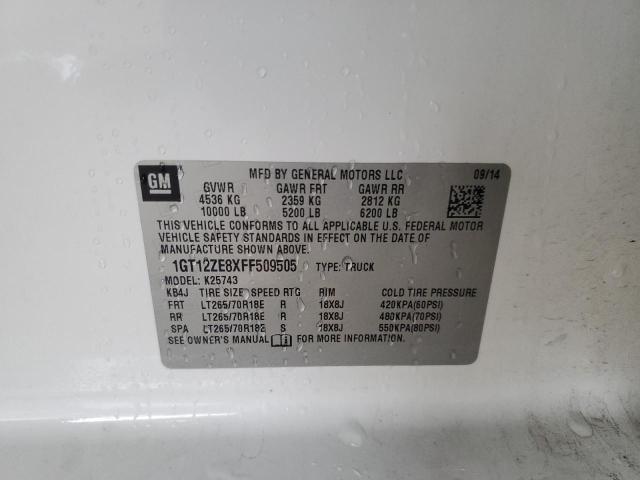 GM MFD BY GENERAL MOTORS LLC 09/14
GVWR GAWR FRT GAWR RR
4536 KG 2359 KG 2812 KG
10000 LB 5200 LB 6200 LB
THIS VEHICLE CONFORMS TO ALL APPLICABLE U.S. FEDERAL MOTOR
VEHICLE SAFETY STANDARDS IN EFFECT ON THE DATE OF
MANUFACTURE SHOWN ABOVE.
1GT12ZE8XFF509505 TYPE: TRUCK
MODEL: K25743
KB4J TIRE SIZE SPEED RTG RIM COLD TIRE PRESSURE
FRT LT265/70R18E R 18X8J 420KPA(60PSI)
RR LT265/70R18E R 18X8J 480KPA(70PSI)
SPA LT265/70R18E S 18X8J 550KPA(80PSI)
SEE OWNER'S MANUAL FOR MORE INFORMATION.